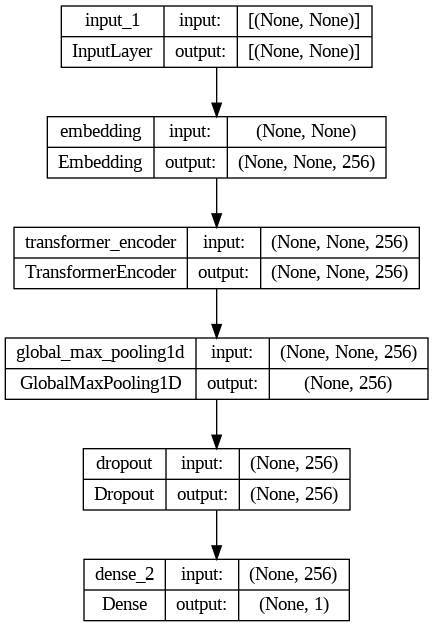 input_1 input: [(None, None)]
InputLayer output: [(None, None)]
embedding input: (None, None)
Embedding output: (None, None, 256)
transformer_encoder input: (None, None, 256)
TransformerEncoder output: (None, None, 256)
global_max_pooling1d input: (None, None, 256)
GlobalMaxPooling1D output: (None, 256)
dropout input: (None, 256)
Dropout output: (None, 256)
dense_2 input: (None, 256)
Dense output: (None, 1)